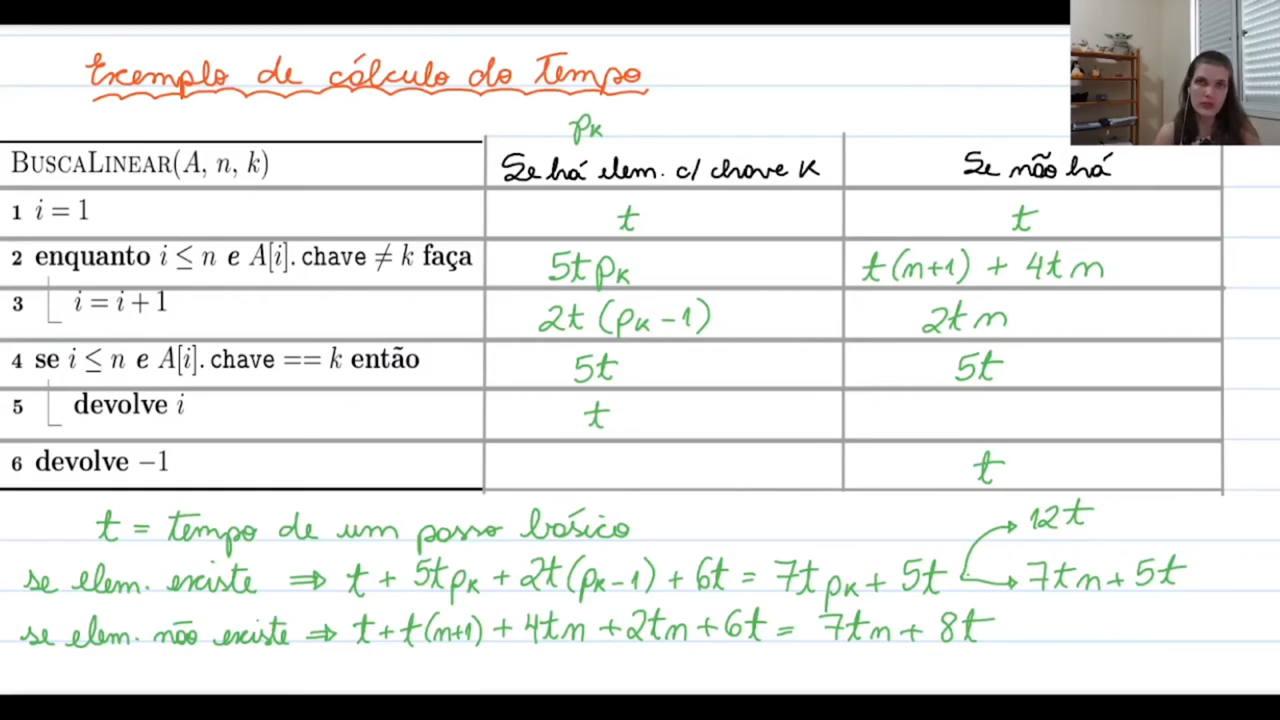 Exemplo de cálculo do Tempo
pₖ
BUSCALINEAR(A, n, k) Se há elem. c/ chave K Se não há
1 i = 1 t t
2 enquanto i ≤ n e A[i]. chave ≠ k faça 5t pₖ t(n+1) + 4tn
3 i = i + 1 2t (pₖ - 1) 2tn
4 se i ≤ n e A[i]. chave == k então 5t 5t
5 devolve i t
6 devolve −1 t
t = tempo de um passo básico
12t
se elem. existe ⇒ t + 5tpₖ + 2t(pₖ-1) + 6t = 7tpₖ + 5t 7tn + 5t
se elem. não existe ⇒ t + t(n+1) + 4tn + 2tn + 6t = 7tn + 8t